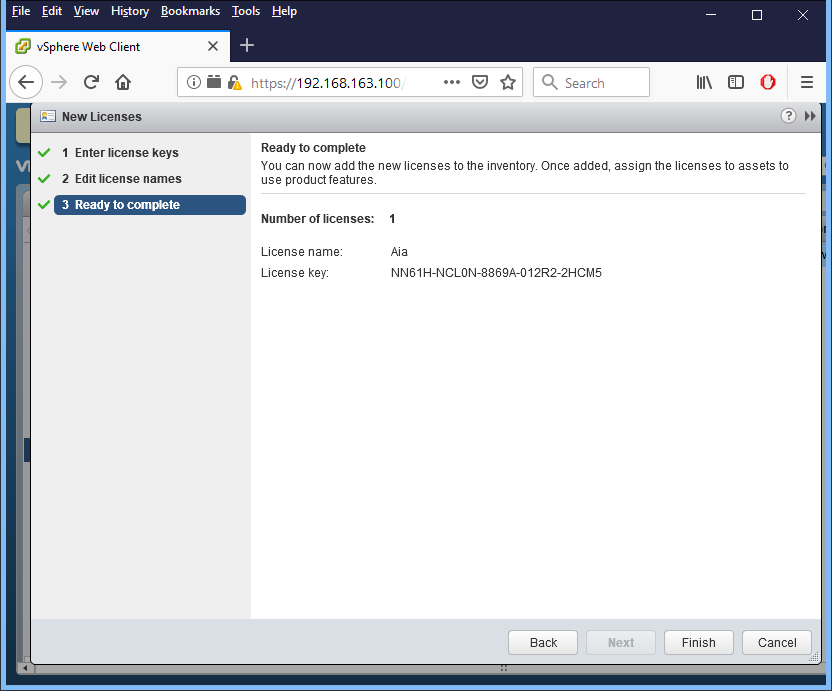 File Edit View History Bookmarks Tools Help
vSphere Web Client
https://192.168.163.100/
Search
New Licenses
1 Enter license keys
2 Edit license names
3 Ready to complete
Ready to complete
You can now add the new licenses to the inventory. Once added, assign the licenses to assets to
use product features.
Number of licenses: 1
License name: Aia
License key: NN61H-NCL0N-8869A-012R2-2HCM5
Back Next Finish Cancel